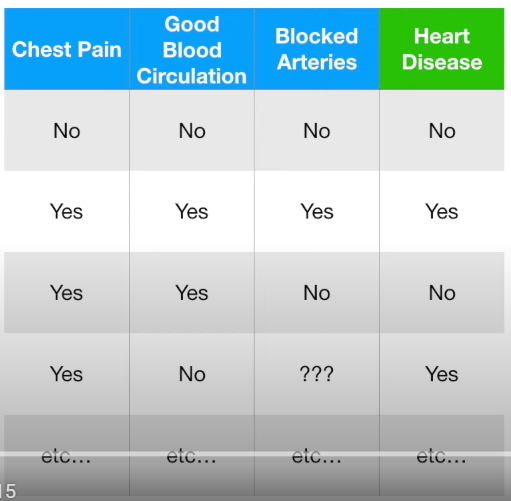 Chest Pain Good Blood Circulation Blocked Arteries Heart Disease
No No No No
Yes Yes Yes Yes
Yes Yes No No
Yes No ??? Yes
etc... etc... etc... etc...
15